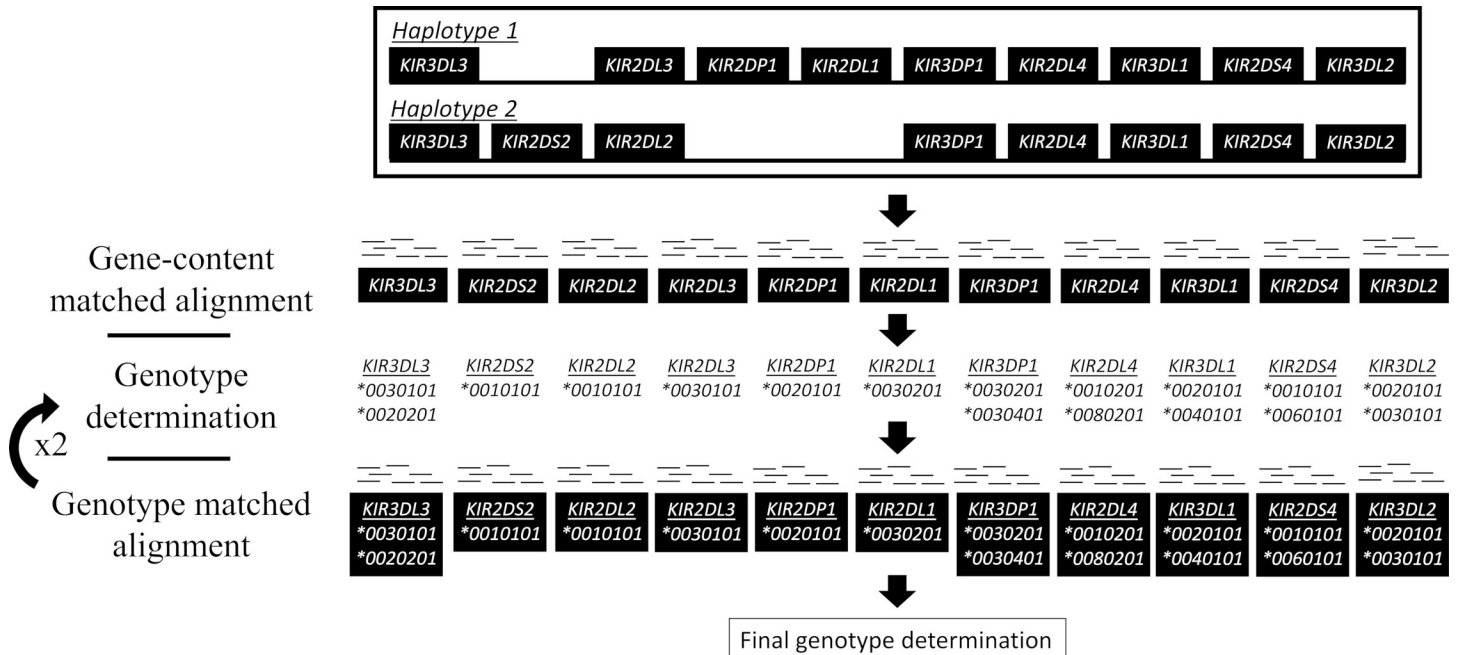 Haplotype 1
KIR3DL3 KIR2DL3 KIR2DP1 KIR2DL1 KIR3DP1 KIR2DL4 KIR3DL1 KIR2DS4 KIR3DL2
Haplotype 2
KIR3DL3 KIR2DS2 KIR2DL2 KIR3DP1 KIR2DL4 KIR3DL1 KIR2DS4 KIR3DL2
Gene-content
matched alignment
KIR3DL3 KIR2DS2 KIR2DL2 KIR2DL3 KIR2DP1 KIR2DL1 KIR3DP1 KIR2DL4 KIR3DL1 KIR2DS4 KIR3DL2
Genotype
determination
x2
KIR3DL3 KIR2DS2 KIR2DL2 KIR2DL3 KIR2DP1 KIR2DL1 KIR3DP1 KIR2DL4 KIR3DL1 KIR2DS4 KIR3DL2
*0030101 *0010101 *0010101 *0030101 *0020101 *0030201 *0030201 *0010201 *0020101 *0010101 *0020101
*0020201 *0030401 *0080201 *0040101 *0060101 *0030101
Genotype matched
alignment
KIR3DL3 KIR2DS2 KIR2DL2 KIR2DL3 KIR2DP1 KIR2DL1 KIR3DP1 KIR2DL4 KIR3DL1 KIR2DS4 KIR3DL2
*0030101 *0010101 *0010101 *0030101 *0020101 *0030201 *0030201 *0010201 *0020101 *0010101 *0020101
*0020201 *0030401 *0080201 *0040101 *0060101 *0030101
Final genotype determination